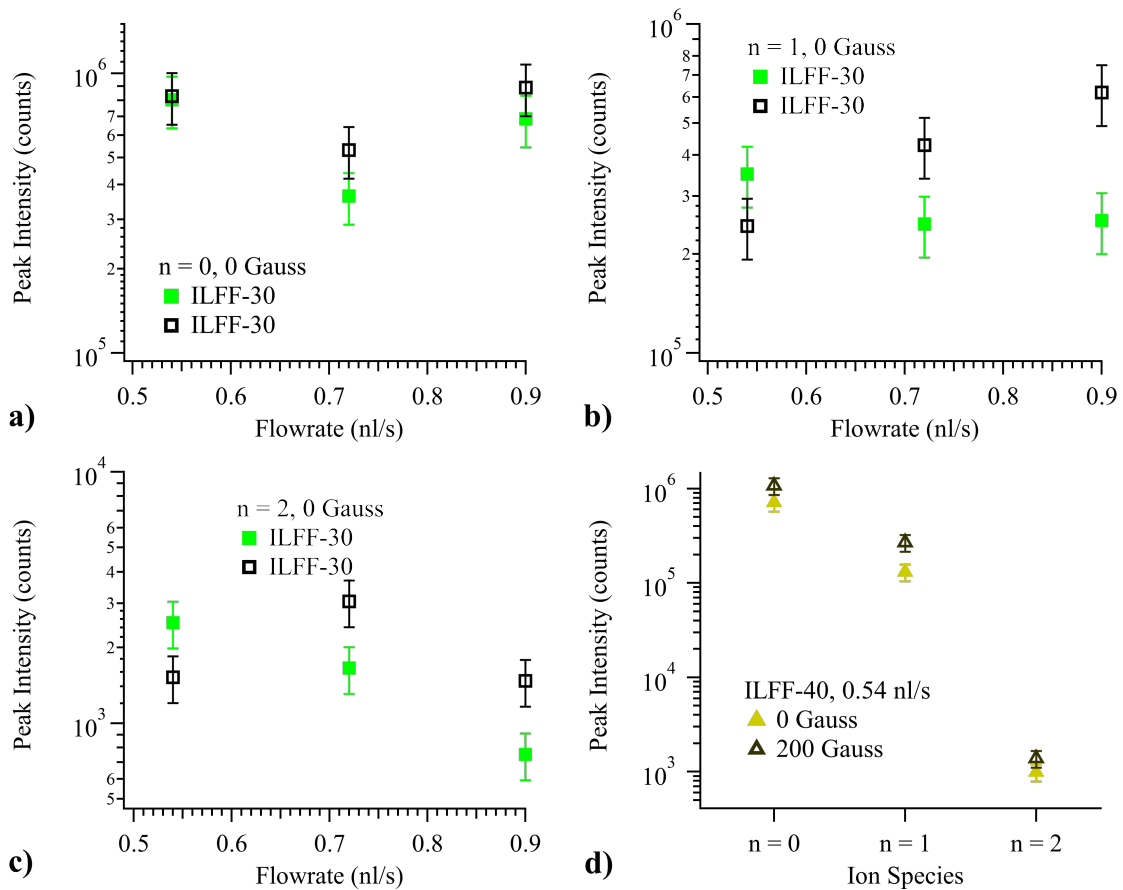 10^6
7
6
5
4
3
2
10^5
Peak Intensity (counts)
n = 0, 0 Gauss
ILFF-30
ILFF-30
0.5 0.6 0.7 0.8 0.9
Flowrate (nl/s)
a)
10^6
8
7
6
5
4
3
2
10^5
Peak Intensity (counts)
n = 1, 0 Gauss
ILFF-30
ILFF-30
0.5 0.6 0.7 0.8 0.9
Flowrate (nl/s)
b)
10^4
8
7
6
5
4
3
2
10^3
8
7
6
5
Peak Intensity (counts)
n = 2, 0 Gauss
ILFF-30
ILFF-30
0.5 0.6 0.7 0.8 0.9
Flowrate (nl/s)
c)
10^6
10^5
10^4
10^3
Peak Intensity (counts)
ILFF-40, 0.54 nl/s
0 Gauss
200 Gauss
n = 0 n = 1 n = 2
Ion Species
d)